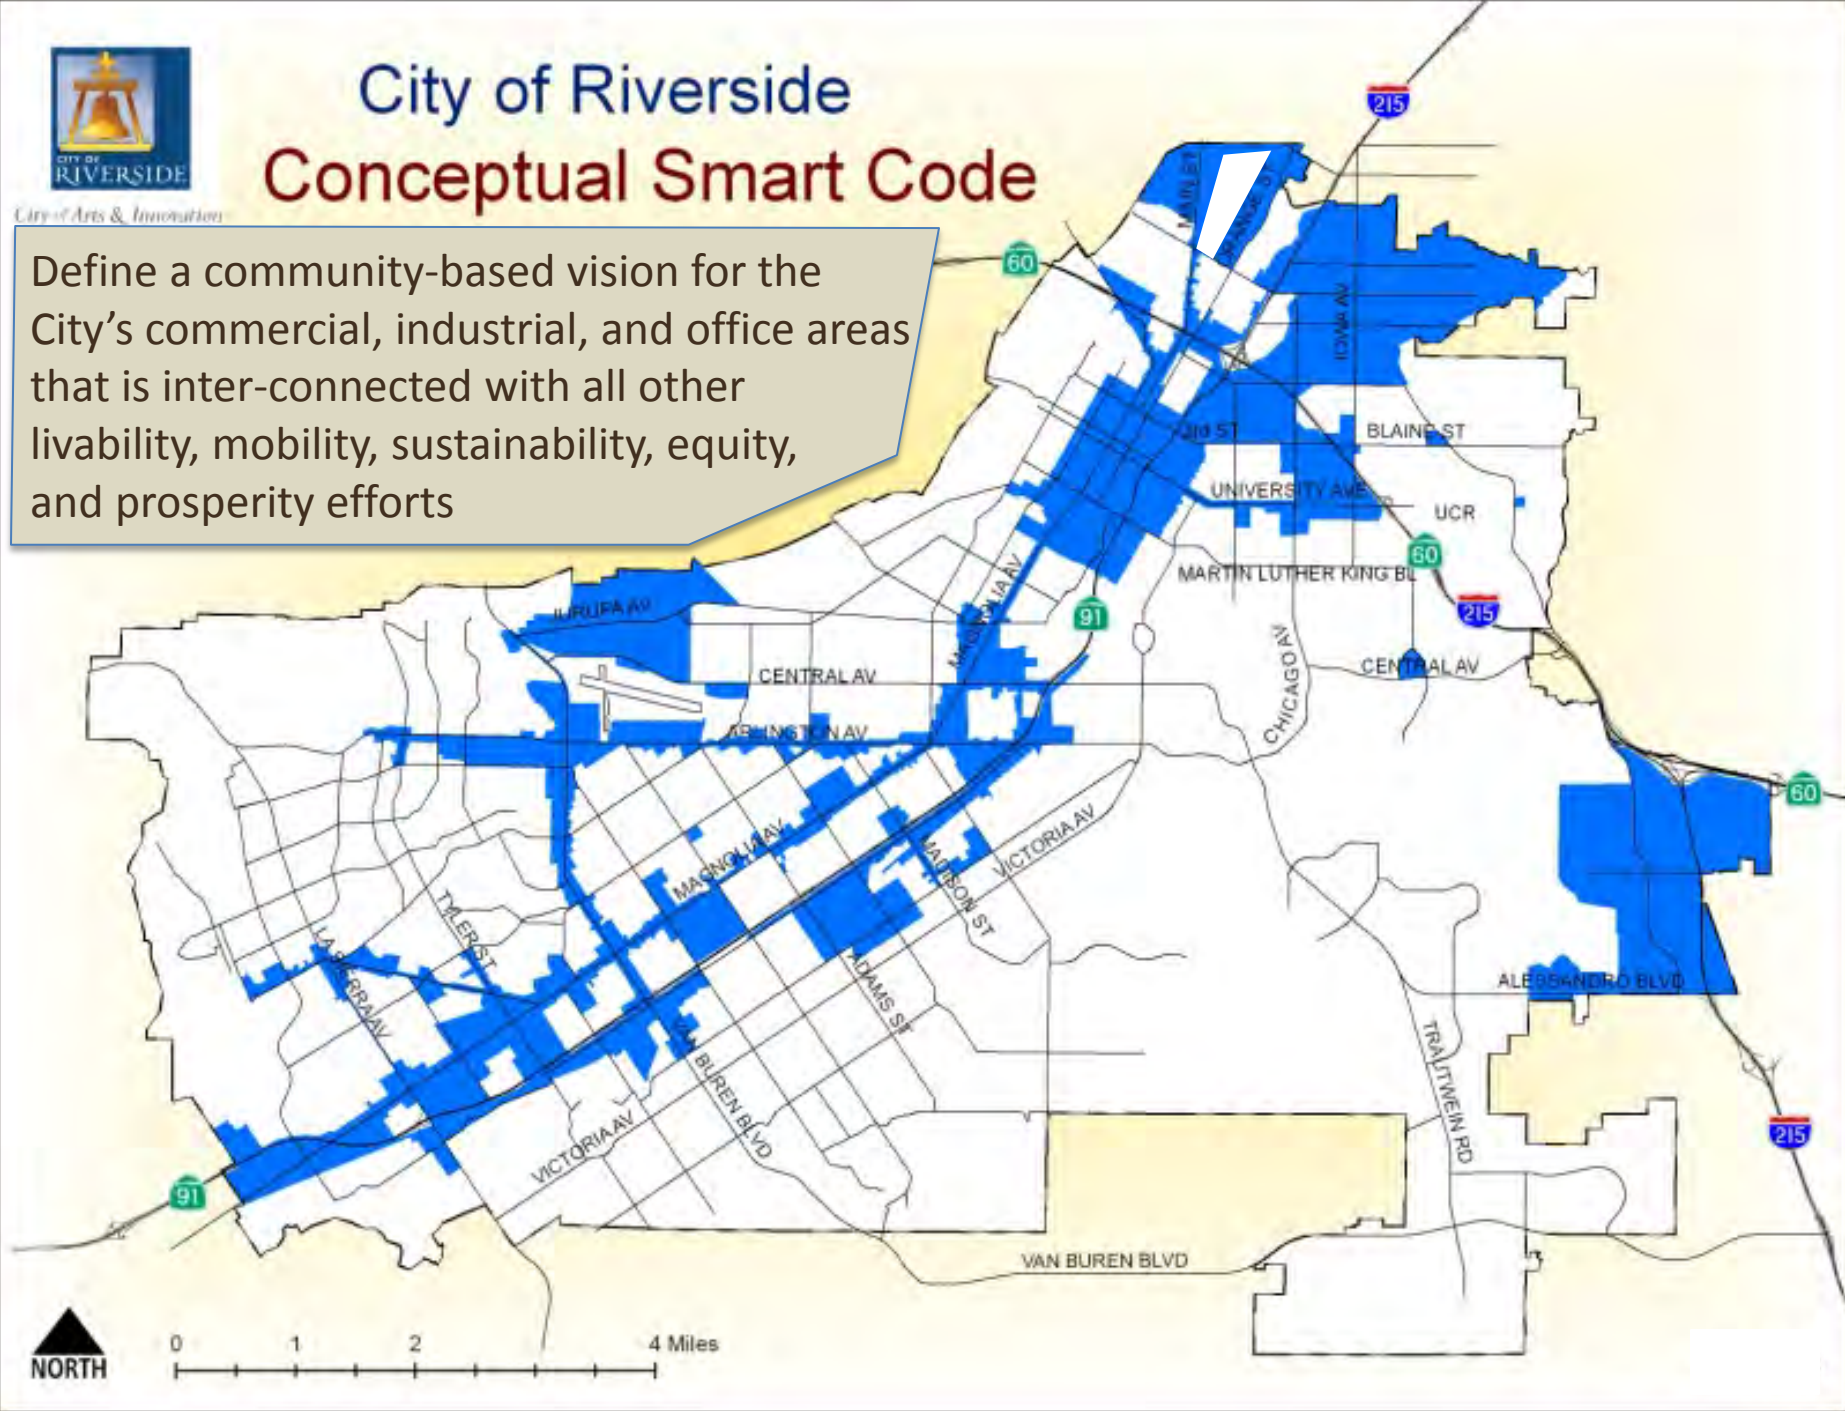 City of Riverside
Conceptual Smart Code
CITY OF
RIVERSIDE
City of Arts & Innovation
Define a community-based vision for the
City’s commercial, industrial, and office areas
that is inter-connected with all other
livability, mobility, sustainability, equity,
and prosperity efforts
215
60
MAIN ST
ORANGE ST
IOWA AV
3rd ST
BLAINE ST
UNIVERSITY AVE
UCR
60
MARTIN LUTHER KING BL
215
91
MAGNOLIA AV
JURUPA AV
CENTRAL AV
CHICAGO AV
CENTRAL AV
ARLINGTON AV
60
MAGNOLIA AV
MADISON ST
VICTORIA AV
TYLER ST
LA SIERRA AV
ADAMS ST
ALESSANDRO BLVD
VAN BUREN BLVD
TRAUTWEIN RD
VICTORIA AV
215
91
VAN BUREN BLVD
NORTH
0 1 2 4 Miles